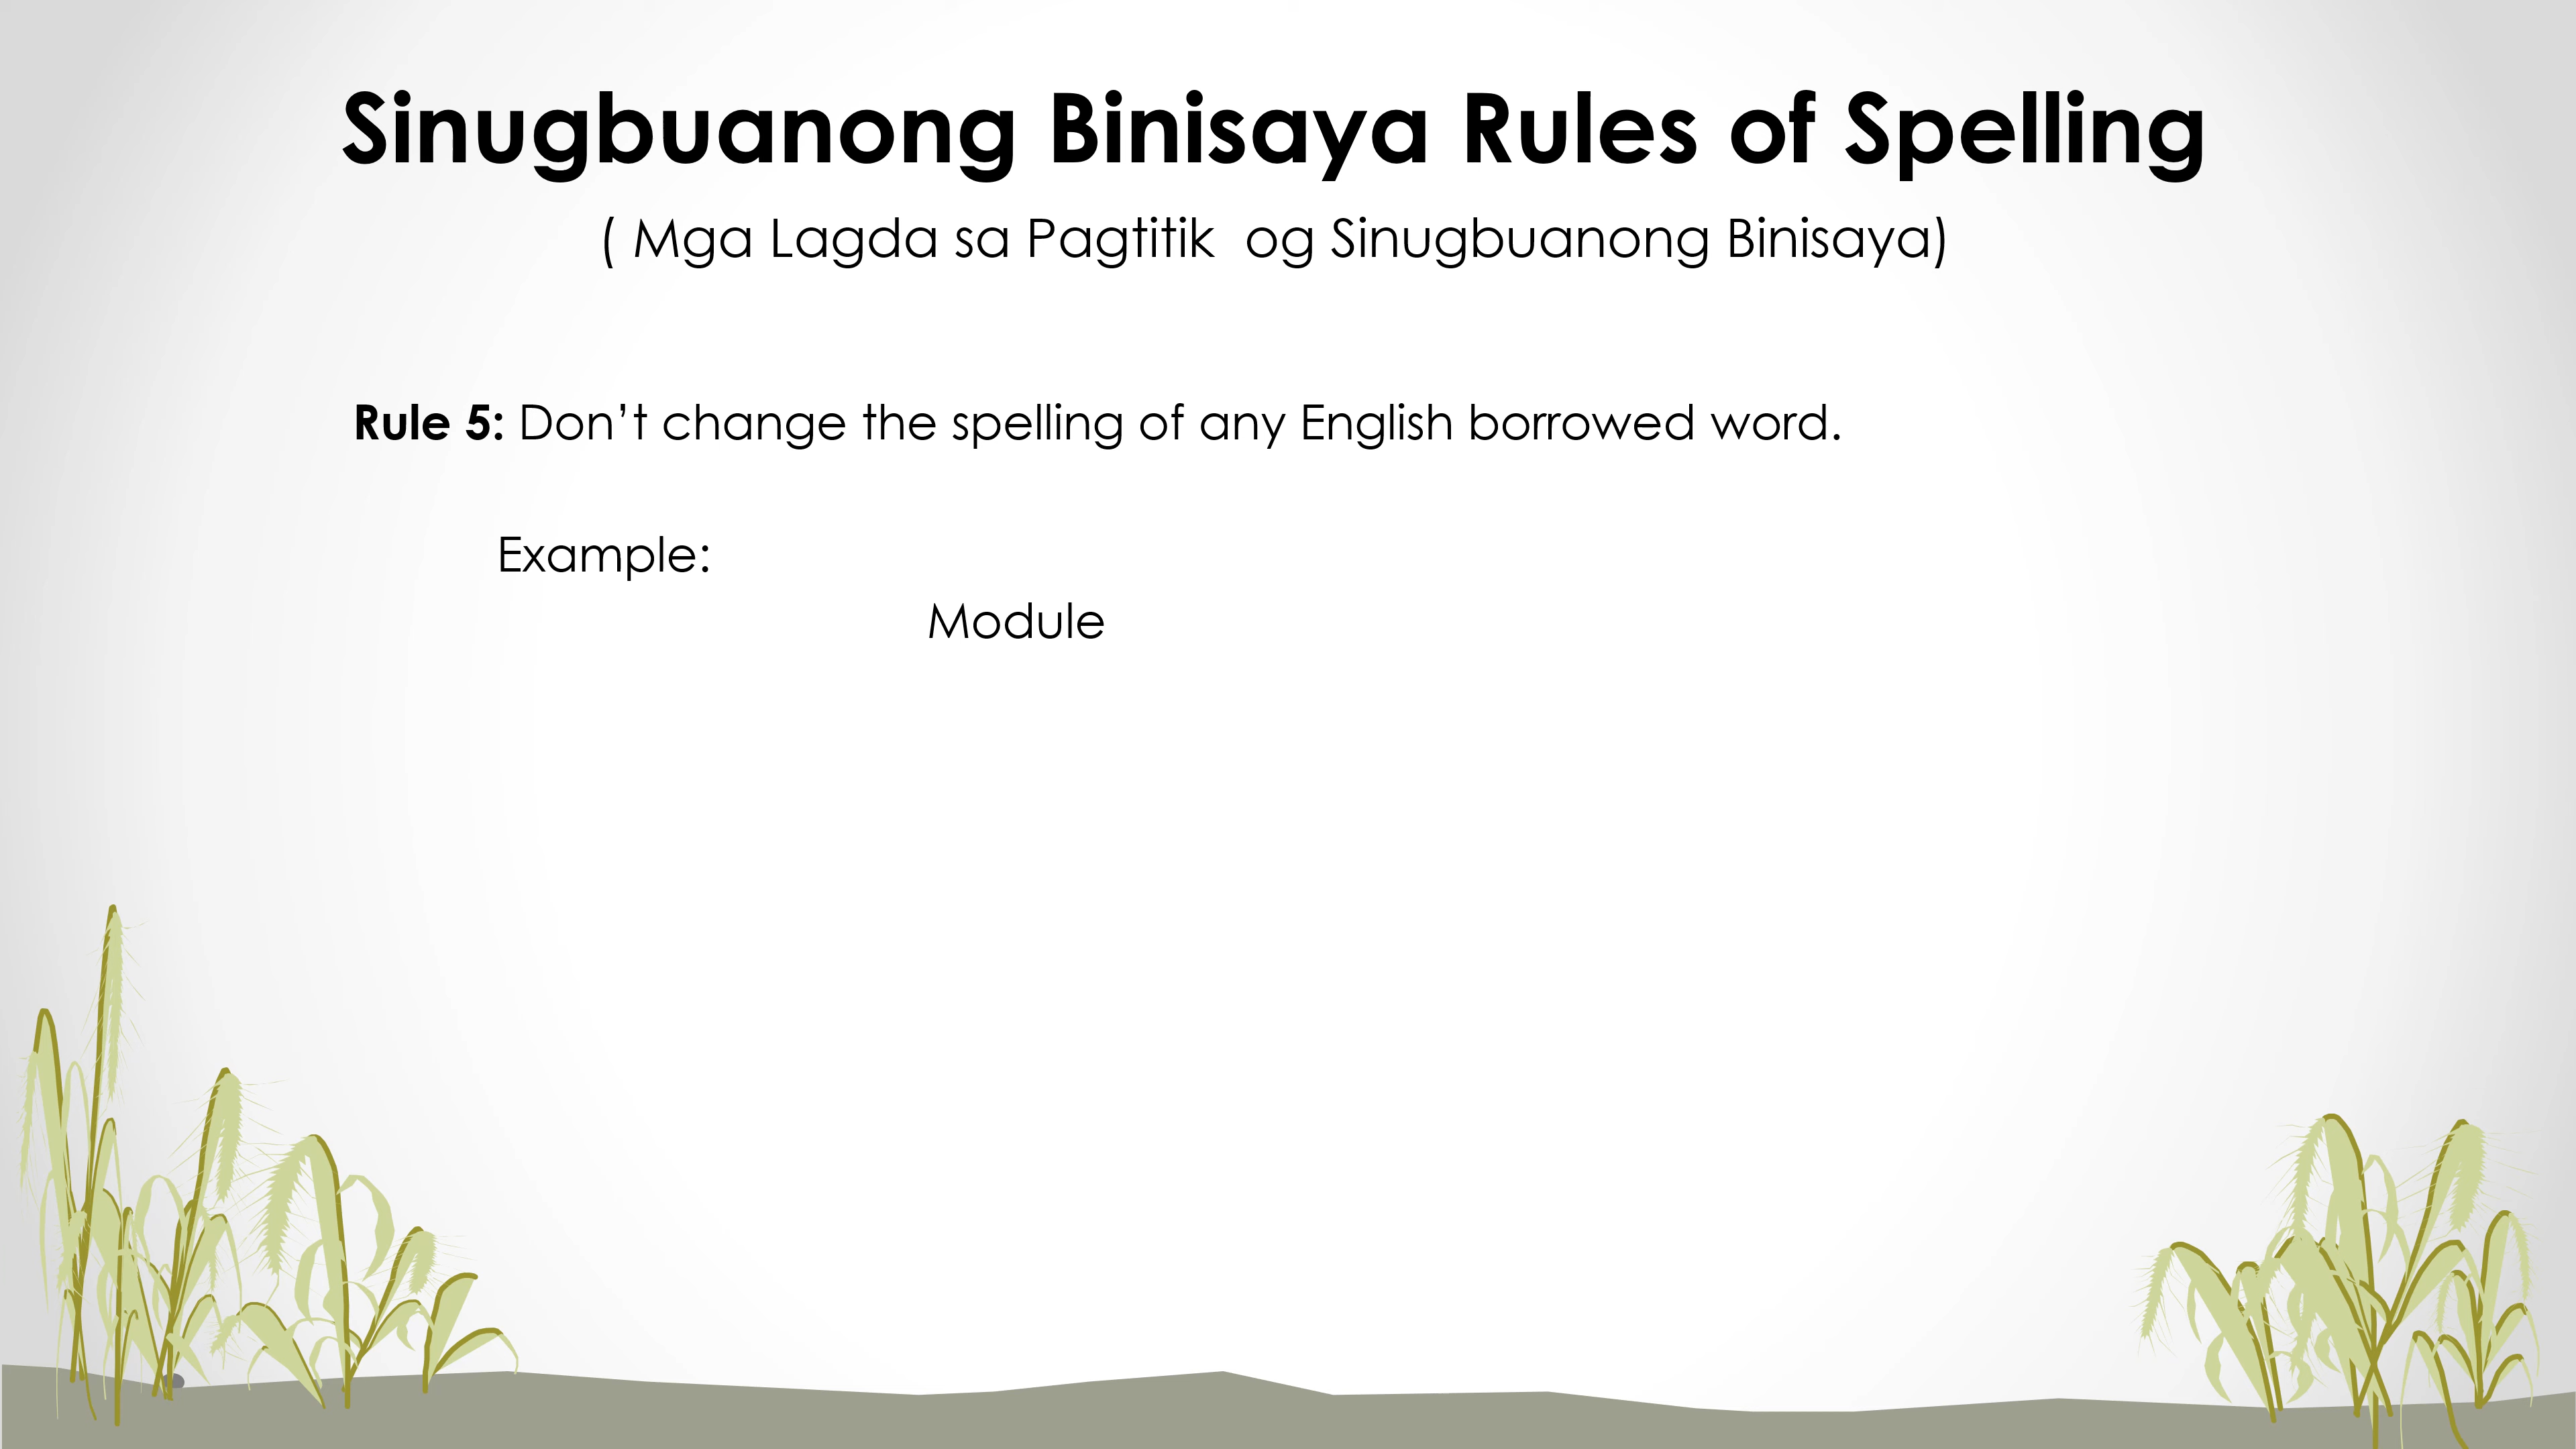 Sinugbuanong Binisaya Rules of Spelling
( Mga Lagda sa Pagtitik  og Sinugbuanong Binisaya)
Rule 5: Don’t change the spelling of any English borrowed word.
Example:
Module